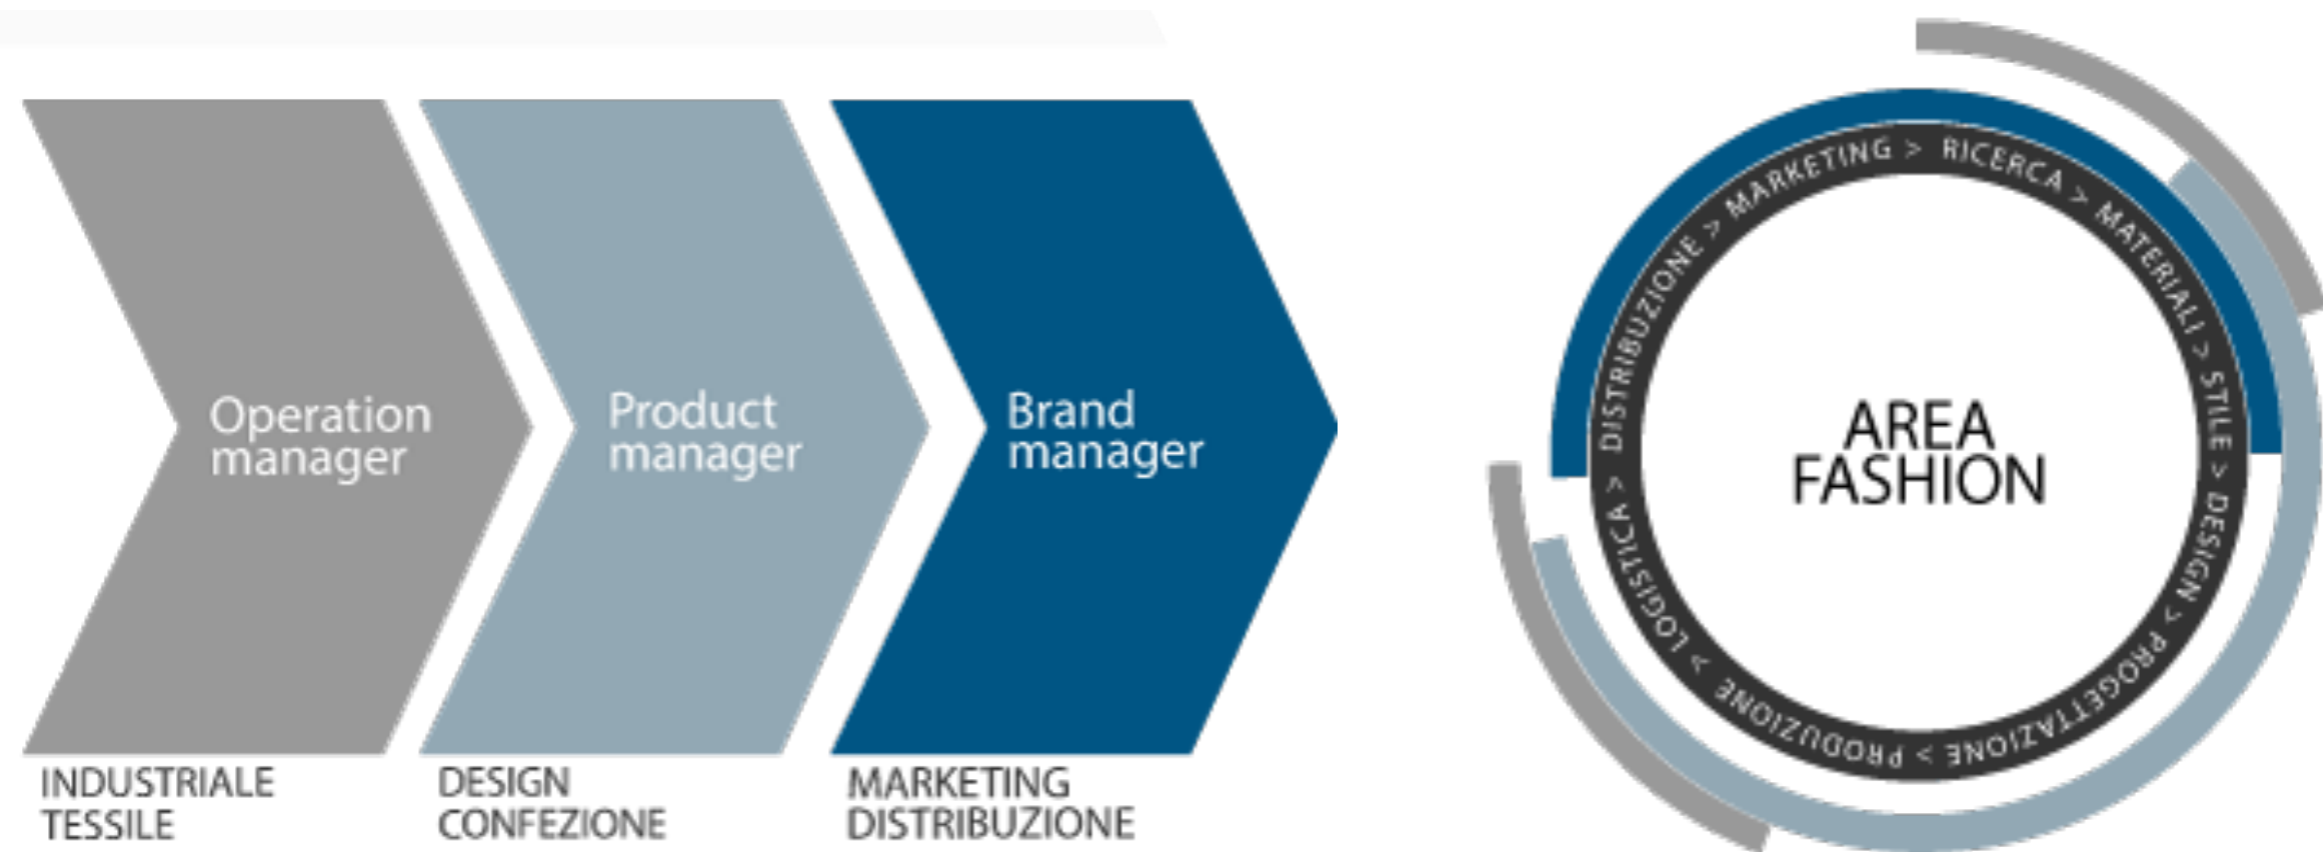 Operation
manager
Product
manager
Brand
manager
INDUSTRIALE
TESSILE
DESIGN
CONFEZIONE
MARKETING
DISTRIBUZIONE
RICERCA > MATERIALI > STILE > DESIGN > PROGETTAZIONE > PRODUZIONE > LOGISTICA > DISTRIBUZIONE > MARKETING >
AREA
FASHION